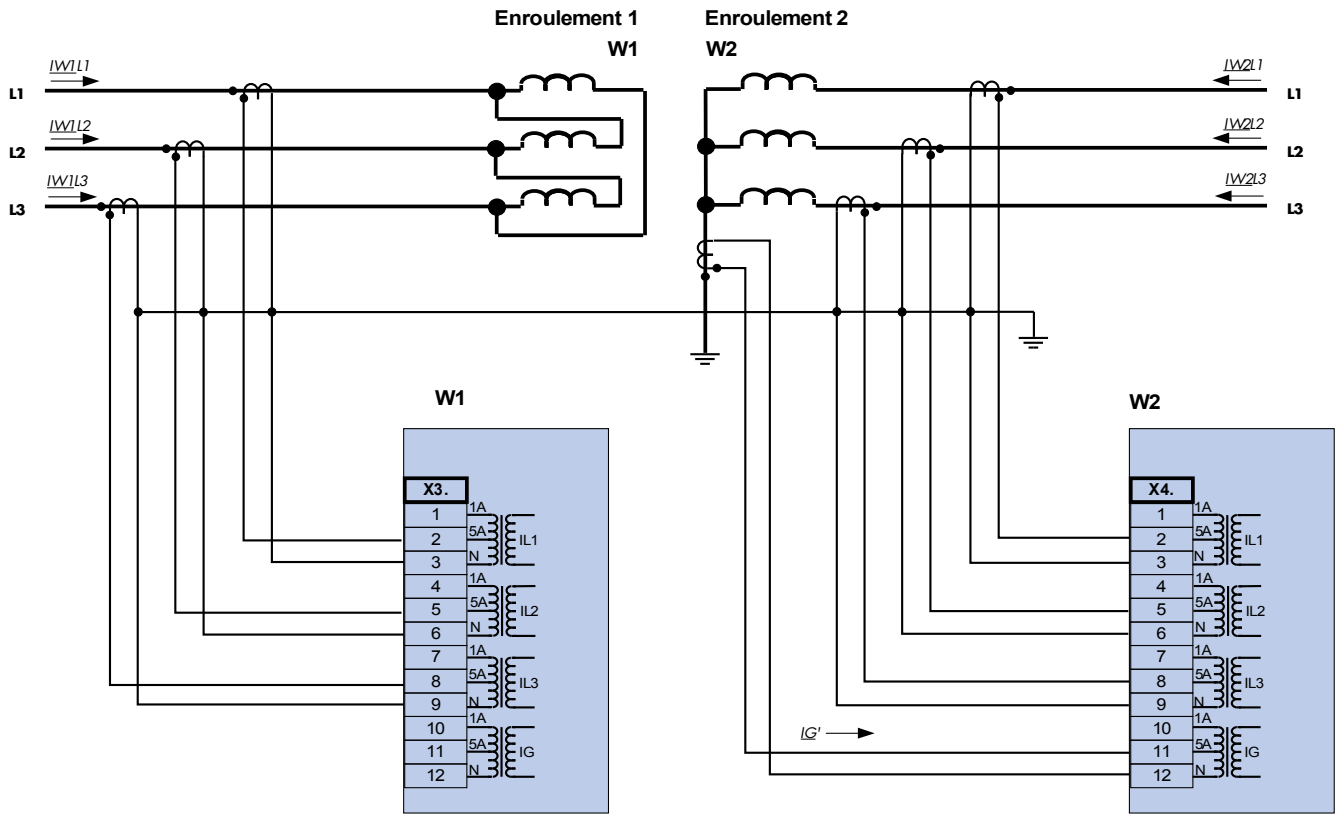 Enroulement 1 Enroulement 2
W1 W2
IW1L1 IW2L1
L1 L1
IW1L2 IW2L2
L2 L2
IW1L3 IW2L3
L3 L3
W1
X3.
1 1A
2 5A IL1
3 N
4 1A
5 5A IL2
6 N
7 1A
8 5A IL3
9 N
10 1A
11 5A IG
12 N
IG'
W2
X4.
1 1A
2 5A IL1
3 N
4 1A
5 5A IL2
6 N
7 1A
8 5A IL3
9 N
10 1A
11 5A IG
12 N